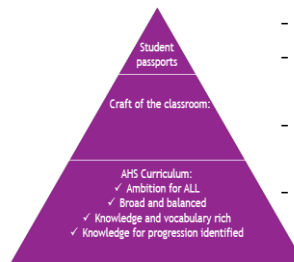 Student
passports
Craft of the classroom:
AHS Curriculum:
✓ Ambition for ALL
✓ Broad and balanced
✓ Knowledge and vocabulary rich
✓ Knowledge for progression identified